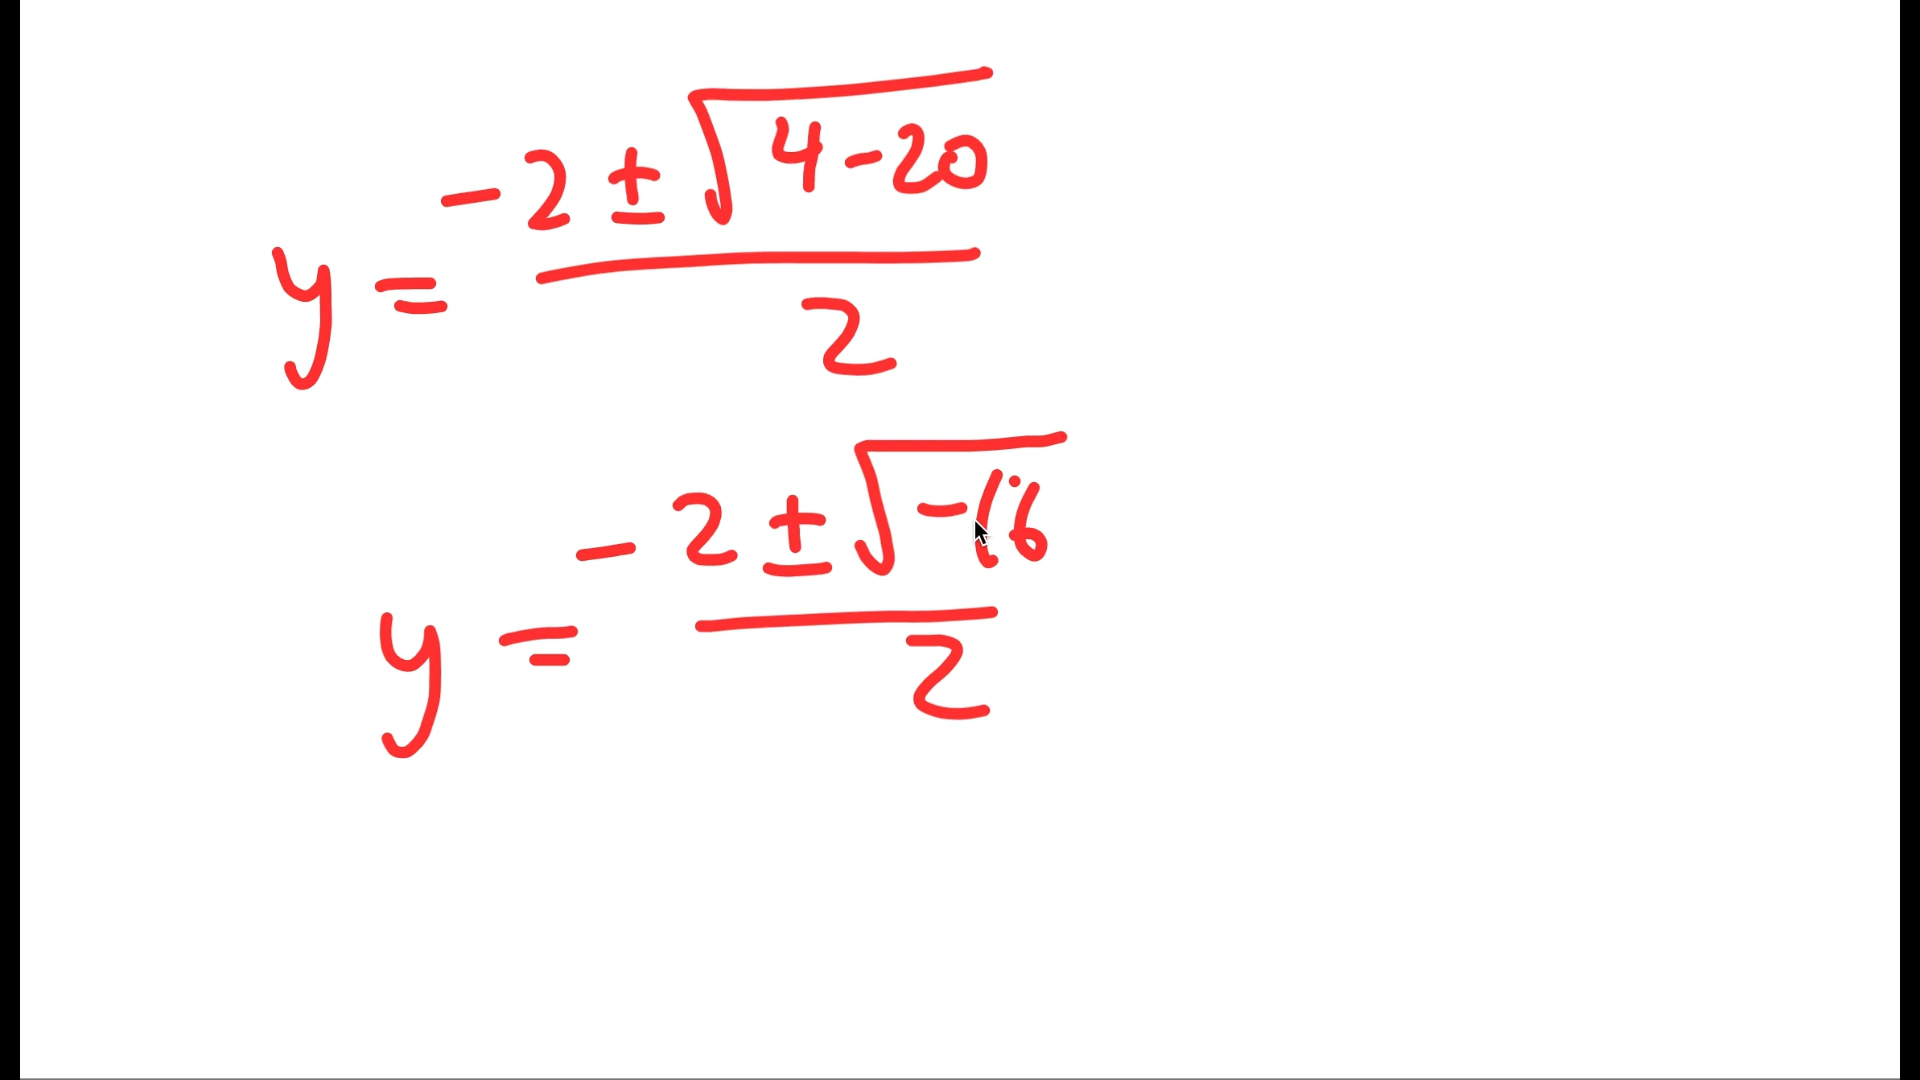 y = (-2 ± √(4-20)) / 2
y = (-2 ± √(-16)) / 2